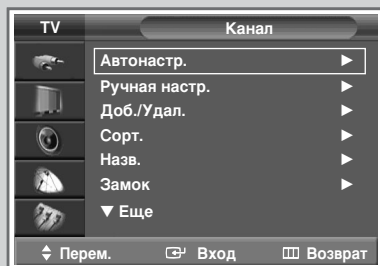 TV Канал
Автонастр. ►
Ручная настр. ►
Доб./Удал. ►
Сорт. ►
Назв. ►
Замок ►
▼ Еще
Перем. Вход Возврат